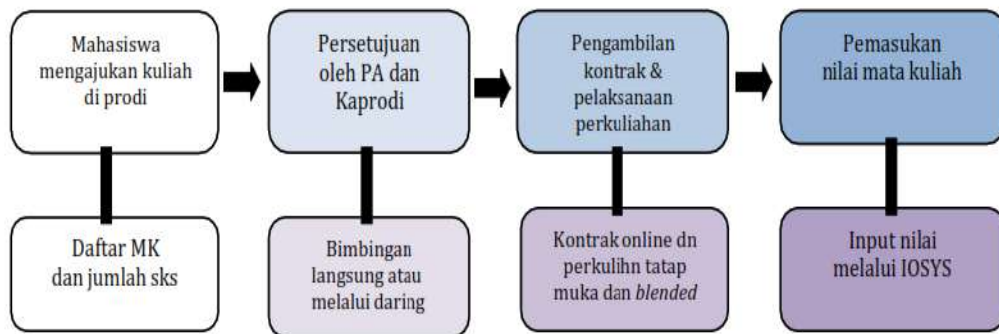 Mahasiswa
mengajukan kuliah
di prodi
Persetujuan
oleh PA dan
Kaprodi
Pengambilan
kontrak &
pelaksanaan
perkuliahan
Pemasukan
nilai mata kuliah
Daftar MK
dan jumlah sks
Bimbingan
langsung atau
melalui daring
Kontrak online dn
perkulihn tatap
muka dan blended
Input nilai
melalui IOSYS